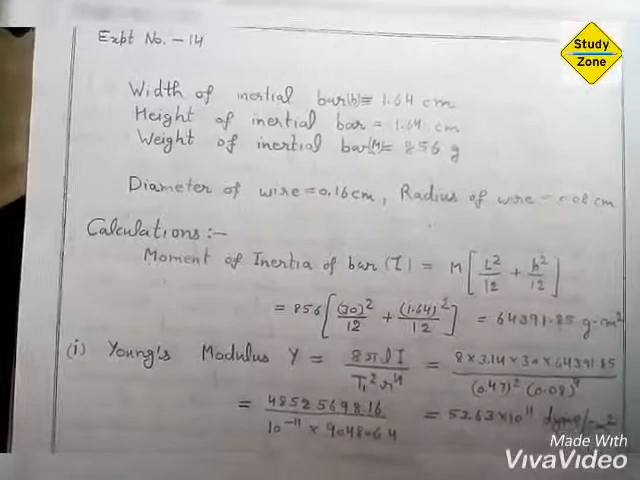 Expt No. - 14
Study
Zone
Width of inertial bar(b) = 1.64 cm
Height of inertial bar = 1.64 cm
Weight of inertial bar(M) = 856 g
Diameter of wire = 0.16 cm, Radius of wire = 0.08 cm
Calculations :-
Moment of Inertia of bar (I) = M [ L²/12 + b²/12 ]
= 856 [ (30)²/12 + (1.64)²/12 ] = 64391.85 g-cm²
(i) Young's Modulus Y = 8πlI / T₁²r⁴ = 8 x 3.14 x 30 x 64391.85 / (0.47)² (0.08)⁴
= 4852569816 / 10⁻¹¹ x 9048064 = 52.63 x 10¹¹ dyne/cm²
Made With
VivaVideo